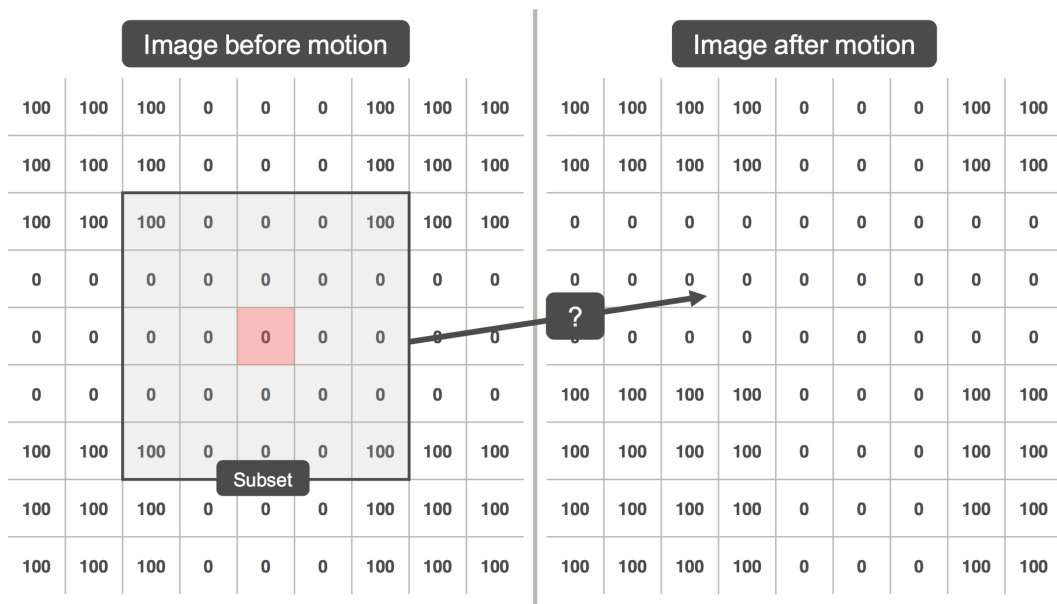 Image before motion Image after motion
100 100 100 0 0 0 100 100 100 100 100 100 100 0 0 0 100 100
100 100 100 0 0 0 100 100 100 100 100 100 100 0 0 0 100 100
100 100 100 0 0 0 100 100 100 0 0 0 0 0 0 0 0 0
0 0 0 0 0 0 0 0 0 0 0 0 0 0 0 0 0 0
?
0 0 0 0 0 0 0 0 0 0 0 0 0 0 0 0 0 0
0 0 0 0 0 0 0 0 0 100 100 100 100 0 0 0 100 100
100 100 100 0 0 0 100 100 100 100 100 100 100 0 0 0 100 100
Subset
100 100 100 0 0 0 100 100 100 100 100 100 100 0 0 0 100 100
100 100 100 0 0 0 100 100 100 100 100 100 100 0 0 0 100 100